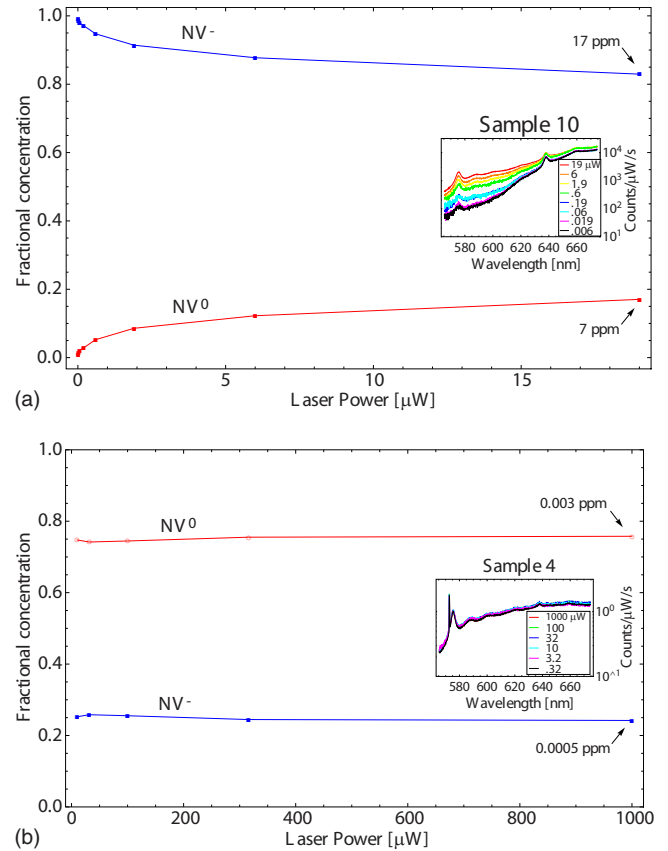 1.0
NV-
17 ppm
0.8
Fractional concentration
0.6
Sample 10
19 μW
6
1.9
.6
.19
.06
.019
.006
10^4
10^3
10^2
10^1
Counts/μW/s
580 600 620 640 660
Wavelength [nm]
0.4
0.2
NV0
7 ppm
0.0
0 5 10 15
(a)
Laser Power [μW]
1.0
0.003 ppm
0.8
NV0
Fractional concentration
0.6
Sample 4
1000 μW
100
32
10
3.2
.32
10^0
10^-1
Counts/μW/s
580 600 620 640 660
Wavelength [nm]
0.4
NV-
0.2
0.0005 ppm
0.0
0 200 400 600 800 1000
(b)
Laser Power [μW]